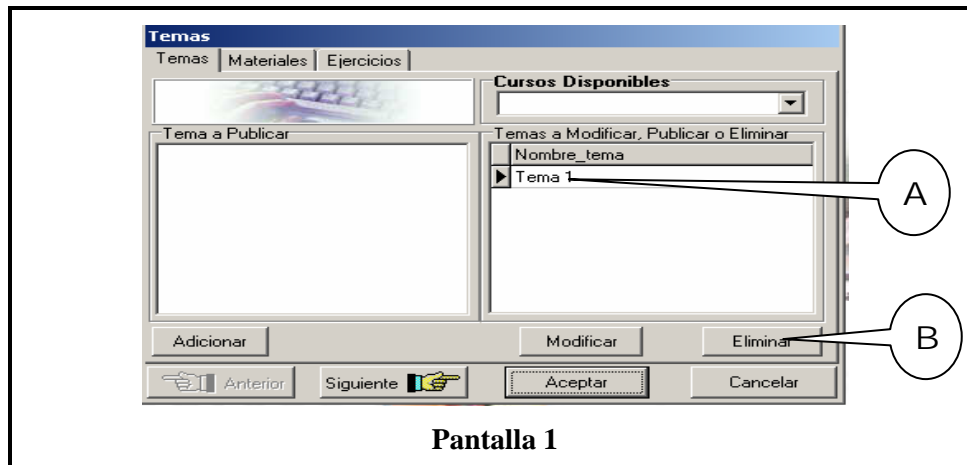 Temas
Temas Materiales Ejercicios
Cursos Disponibles
Tema a Publicar
Temas a Modificar, Publicar o Eliminar
Nombre_tema
Tema 1
A
Adicionar Modificar Eliminar
B
Anterior Siguiente Aceptar Cancelar
Pantalla 1